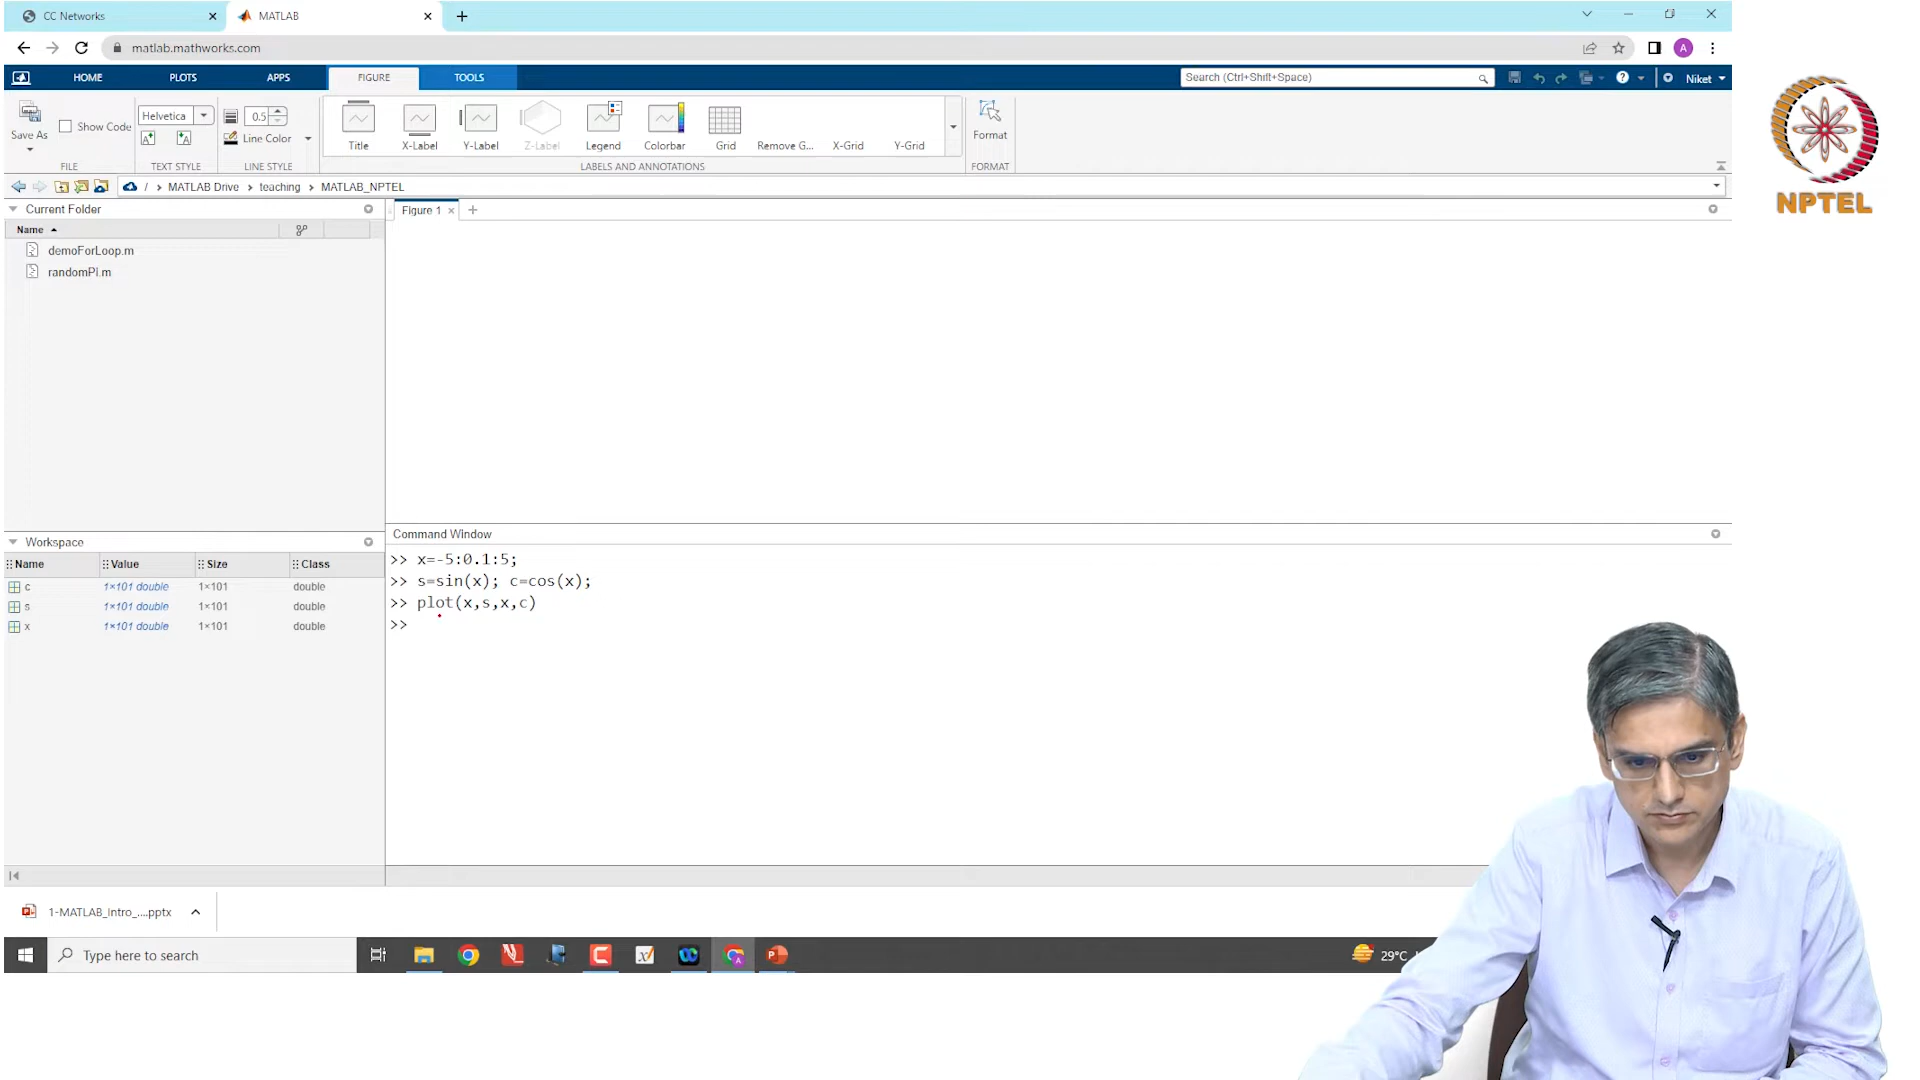 CC Networks
MATLAB
matlab.mathworks.com
A
HOME
PLOTS
APPS
FIGURE
TOOLS
Search (Ctrl+Shift+Space)
Niket
Save As
Show Code
FILE
Helvetica
TEXT STYLE
0.5
Line Color
LINE STYLE
Title
X-Label
Y-Label
Z-Label
Legend
Colorbar
Grid
Remove G...
X-Grid
Y-Grid
LABELS AND ANNOTATIONS
Format
FORMAT
/ › MATLAB Drive › teaching › MATLAB_NPTEL
NPTEL
Current Folder
Name
demoForLoop.m
randomPi.m
Figure 1
Workspace
Name Value Size Class
c 1×101 double 1×101 double
s 1×101 double 1×101 double
x 1×101 double 1×101 double
Command Window
>> x=-5:0.1:5;
>> s=sin(x); c=cos(x);
>> plot(x,s,x,c)
>>
1-MATLAB_Intro_....pptx
Type here to search
29°C